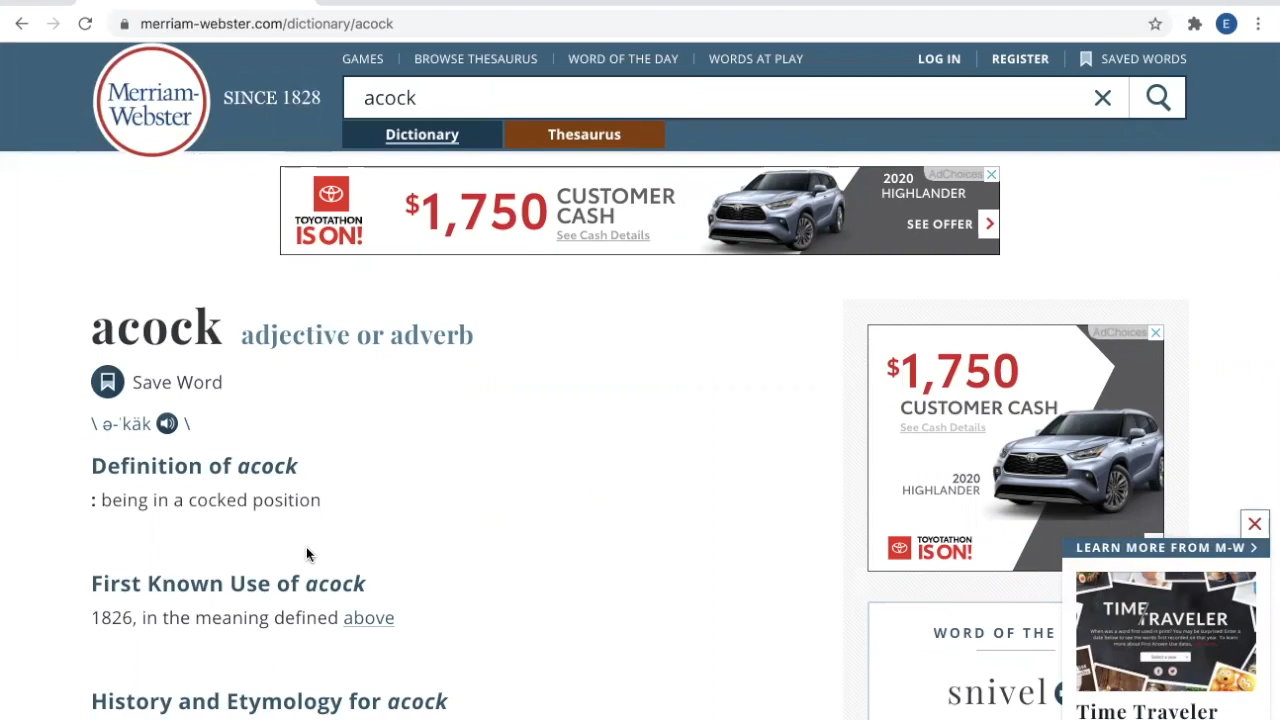 merriam-webster.com/dictionary/acock
E
GAMES
BROWSE THESAURUS
WORD OF THE DAY
WORDS AT PLAY
LOG IN
REGISTER
SAVED WORDS
Merriam-
Webster
SINCE 1828
acock
Dictionary
Thesaurus
TOYOTATHON
IS ON!
$1,750
CUSTOMER
CASH
See Cash Details
2020
HIGHLANDER
SEE OFFER
AdChoices
acock adjective or adverb
Save Word
\ ə-ˈkäk \
Definition of acock
: being in a cocked position
First Known Use of acock
1826, in the meaning defined above
History and Etymology for acock
AdChoices
$1,750
CUSTOMER CASH
See Cash Details
2020
HIGHLANDER
TOYOTATHON
IS ON!
WORD OF THE
snivel
LEARN MORE FROM M-W
TIME
TRAVELER
Time Traveler